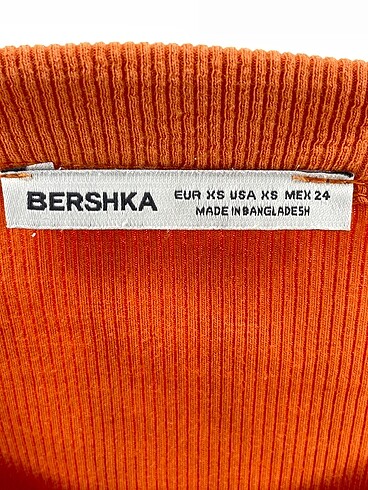 BERSHKA
EUR XS USA XS MEX 24
MADE IN BANGLADESH